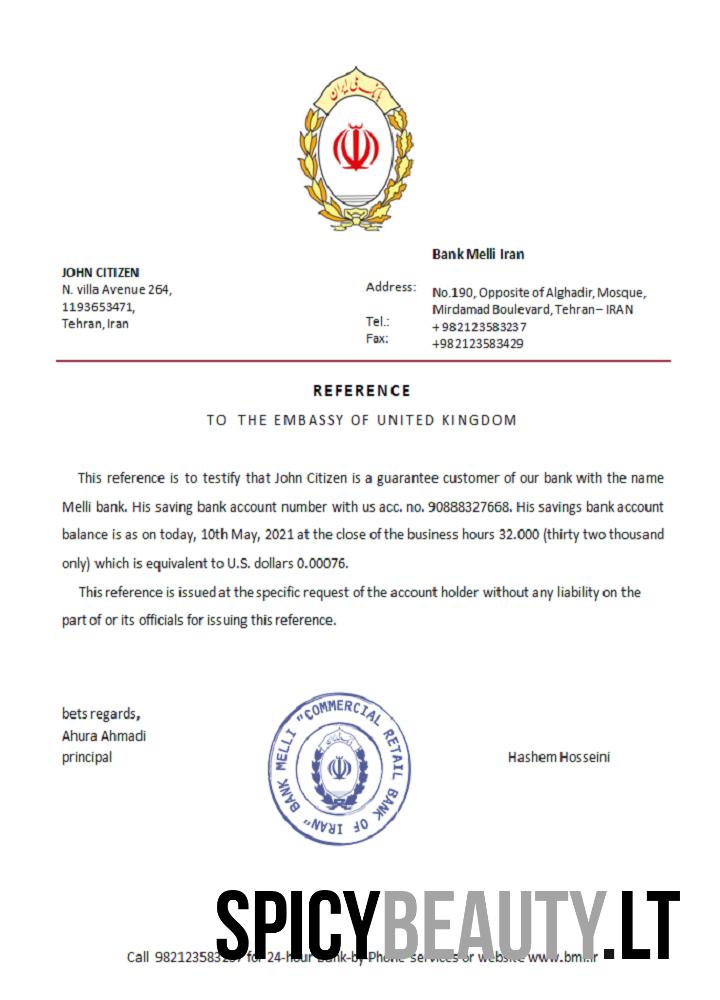 بانک ملی ایران
Bank Melli Iran
JOHN CITIZEN
N. villa Avenue 264,
1193653471,
Tehran, Iran
Address: No.190, Opposite of Alghadir, Mosque,
Mirdamad Boulevard, Tehran – IRAN
Tel.: +982123583237
Fax: +982123583429
REFERENCE
TO THE EMBASSY OF UNITED KINGDOM
This reference is to testify that John Citizen is a guarantee customer of our bank with the name
Melli bank. His saving bank account number with us acc. no. 90888327668. His savings bank account
balance is as on today, 10th May, 2021 at the close of the business hours 32.000 (thirty two thousand
only) which is equivalent to U.S. dollars 0.00076.
This reference is issued at the specific request of the account holder without any liability on the
part of or its officials for issuing this reference.
bets regards,
Ahura Ahmadi
principal
BANK MELLI "COMMERCIAL RETAIL BANK OF IRAN"
Hashem Hosseini
SPICYBEAUTY.LT
Call 982123583237 for 24-hour Bank-by Phone services or website www.bmi.ir